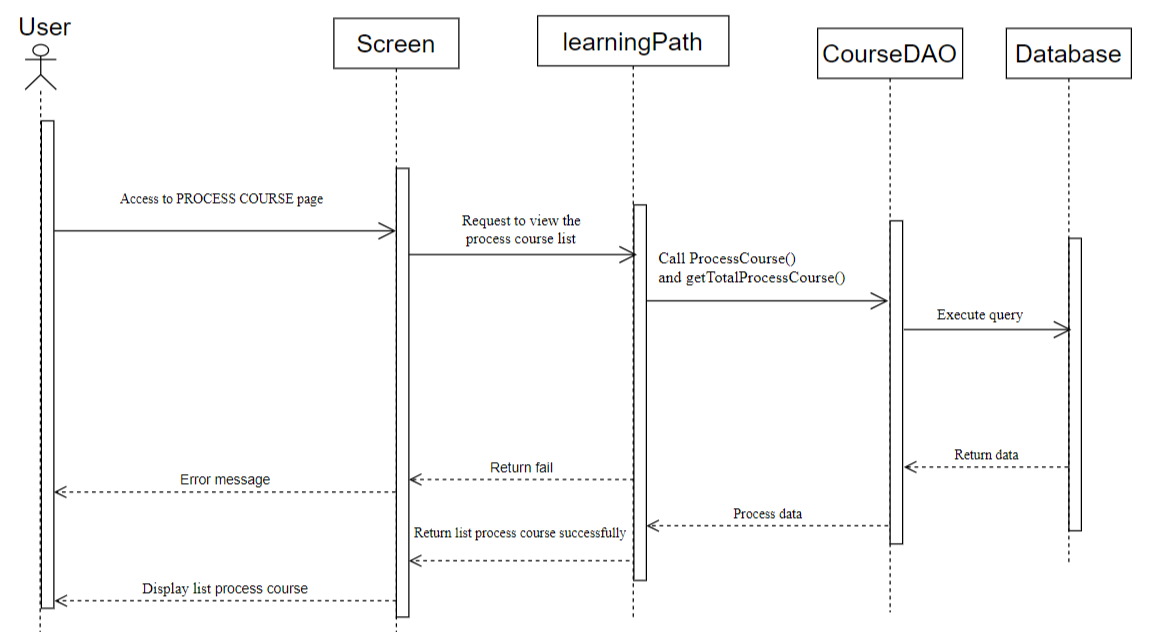 User
Screen
learningPath
CourseDAO
Database
Access to PROCESS COURSE page
Request to view the
process course list
Call ProcessCourse()
and getTotalProcessCourse()
Execute query
Return data
Return fail
Error message
Process data
Return list process course successfully
Display list process course